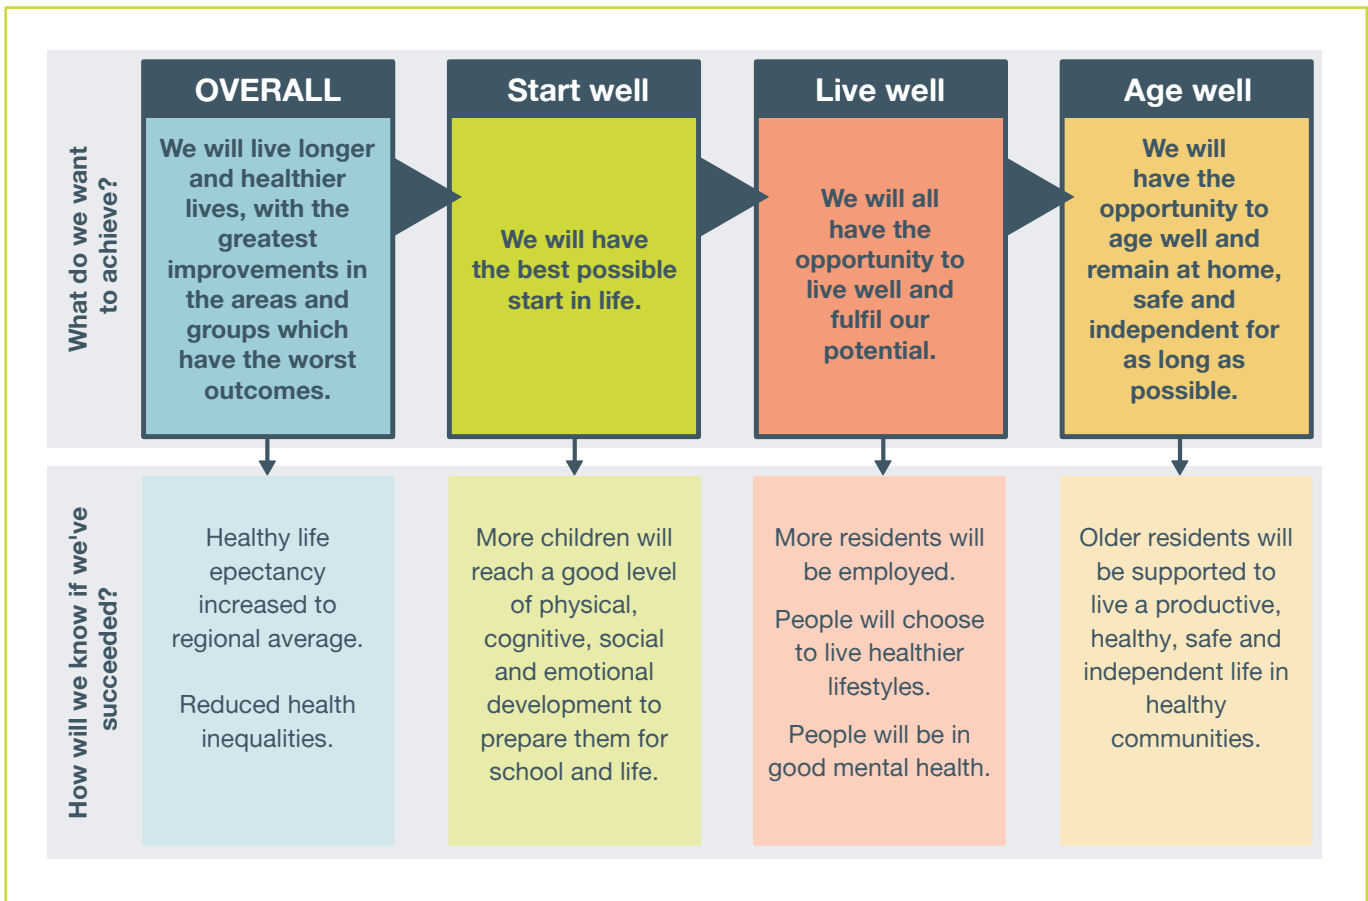 What do we want
to achieve?
OVERALL
We will live longer
and healthier
lives, with the
greatest
improvements in
the areas and
groups which
have the worst
outcomes.
Start well
We will have
the best possible
start in life.
Live well
We will all
have the
opportunity to
live well and
fulfil our
potential.
Age well
We will
have the
opportunity to
age well and
remain at home,
safe and
independent for
as long as
possible.
How will we know if we've
succeeded?
Healthy life
epectancy
increased to
regional average.
Reduced health
inequalities.
More children will
reach a good level
of physical,
cognitive, social
and emotional
development to
prepare them for
school and life.
More residents will
be employed.
People will choose
to live healthier
lifestyles.
People will be in
good mental health.
Older residents will
be supported to
live a productive,
healthy, safe and
independent life in
healthy
communities.